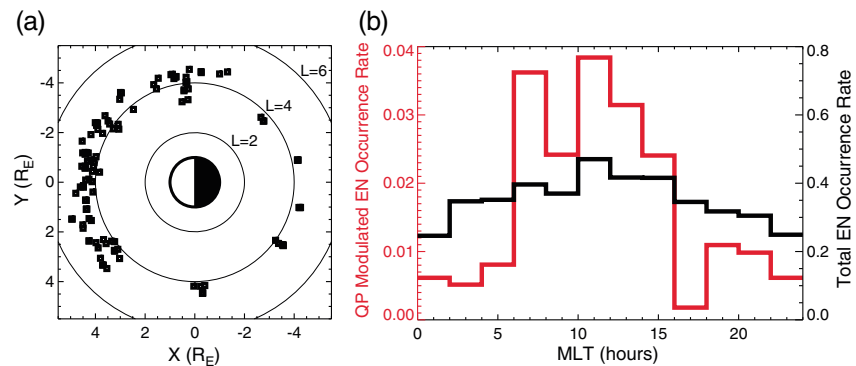 (a)
(b)
L=6
L=4
L=2
-4
-2
0
2
4
Y (R_E)
4
2
0
-2
-4
X (R_E)
0.04
0.03
0.02
0.01
0.00
QP Modulated EN Occurrence Rate
0.8
0.6
0.4
0.2
0.0
Total EN Occurrence Rate
0
5
10
15
20
MLT (hours)